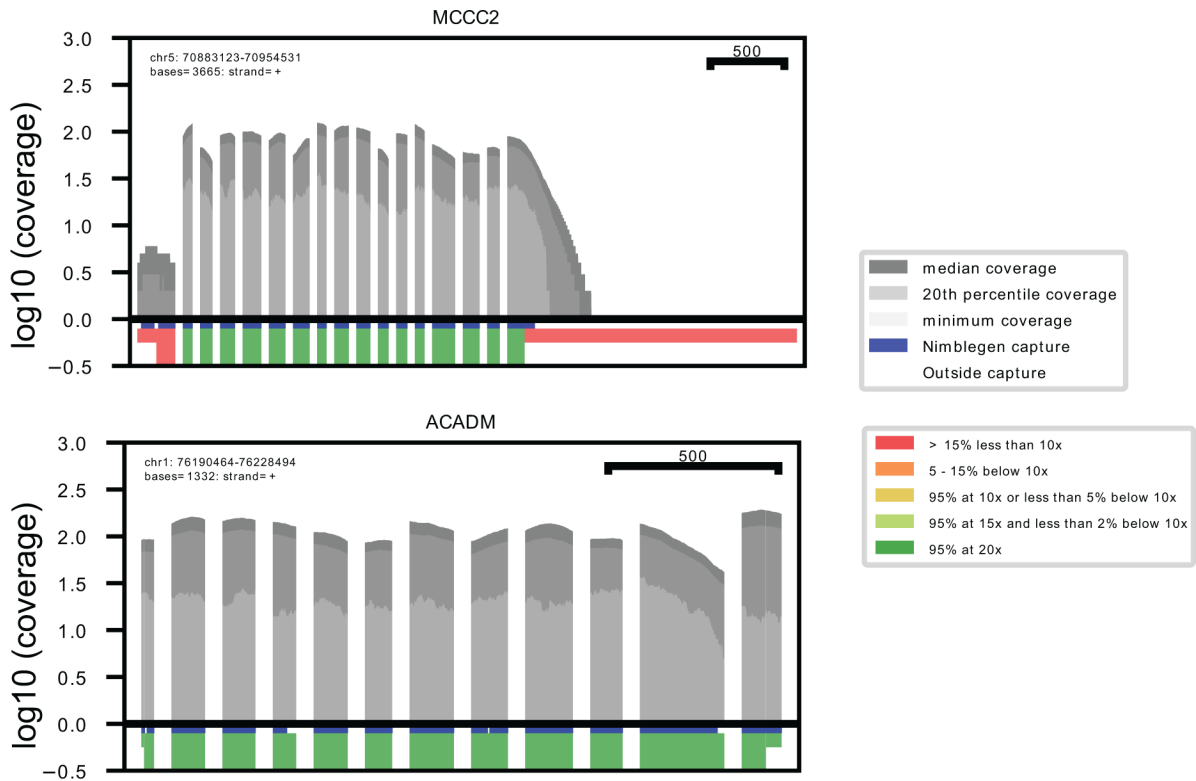 MCCC2
3.0
chr5: 70883123-70954531
bases=3665: strand=+
500
2.5
2.0
1.5
1.0
0.5
0.0
−0.5
log10 (coverage)
median coverage
20th percentile coverage
minimum coverage
Nimblegen capture
Outside capture
ACADM
3.0
chr1: 76190464-76228494
bases=1332: strand=+
500
2.5
2.0
1.5
1.0
0.5
0.0
−0.5
log10 (coverage)
> 15% less than 10x
5 - 15% below 10x
95% at 10x or less than 5% below 10x
95% at 15x and less than 2% below 10x
95% at 20x